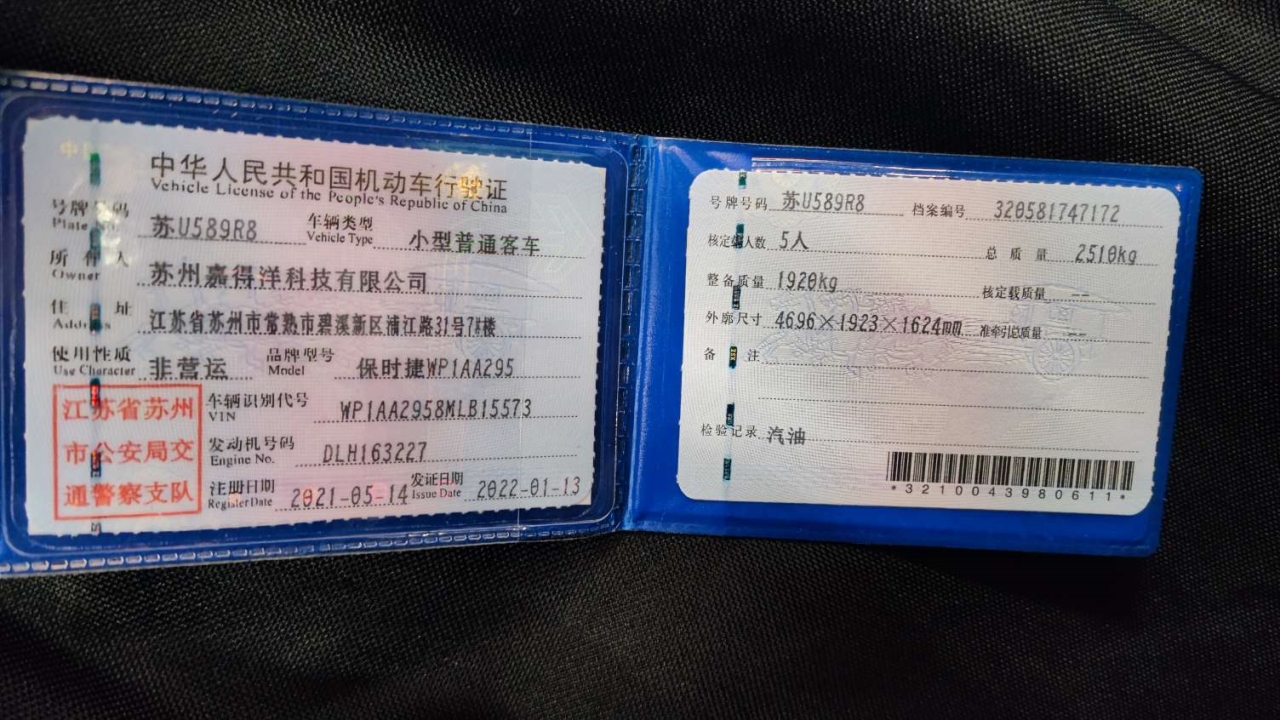 中华人民共和国机动车行驶证
Vehicle License of the People's Republic of China
号牌号码 苏U589R8 车辆类型 小型普通客车
Plate No. Vehicle Type
所有人 苏州嘉得洋科技有限公司
Owner
住址 江苏省苏州市常熟市碧溪新区浦江路31号7#楼
Address
使用性质 非营运 品牌型号 保时捷WP1AA295
Use Character Model
江苏省苏州
市公安局交
通警察支队
车辆识别代号 WP1AA2958MLB15573
VIN
发动机号码 DLH163227
Engine No.
注册日期 2021-05-14 发证日期 2022-01-13
Register Date Issue Date
号牌号码 苏U589R8 档案编号 320581747172
核定载人数 5人 总质量 2510kg
整备质量 1920kg 核定载质量 --
外廓尺寸 4696×1923×1624mm 准牵引总质量 --
备注
检验记录 汽油
*3210043980611*